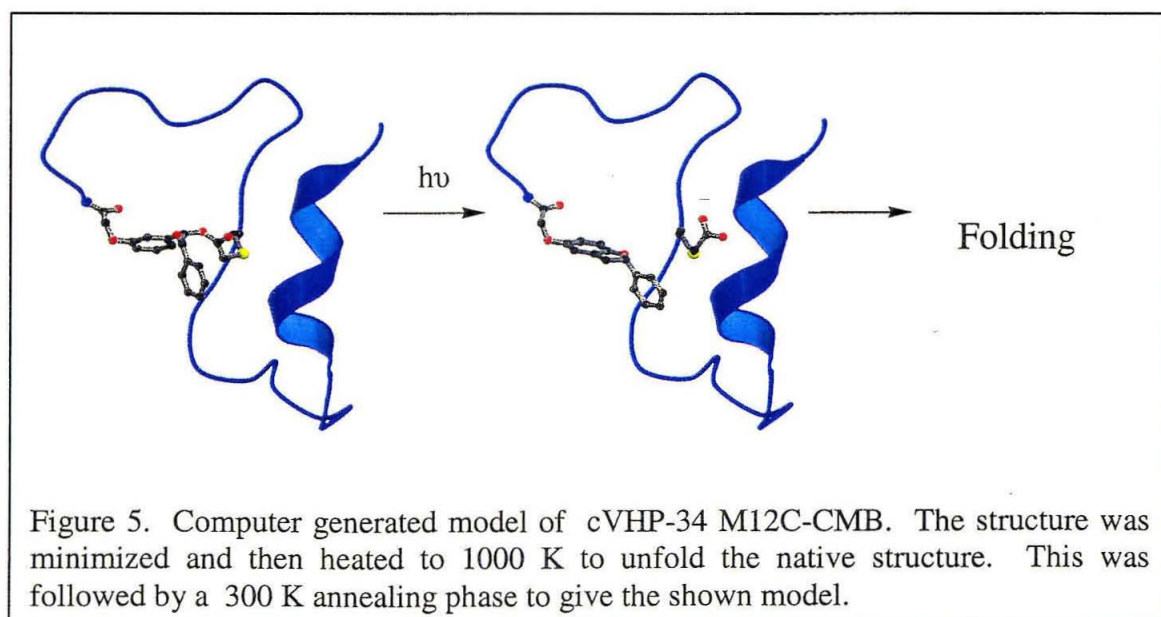 hυ
Folding
Figure 5. Computer generated model of cVHP-34 M12C-CMB. The structure was
minimized and then heated to 1000 K to unfold the native structure. This was
followed by a 300 K annealing phase to give the shown model.